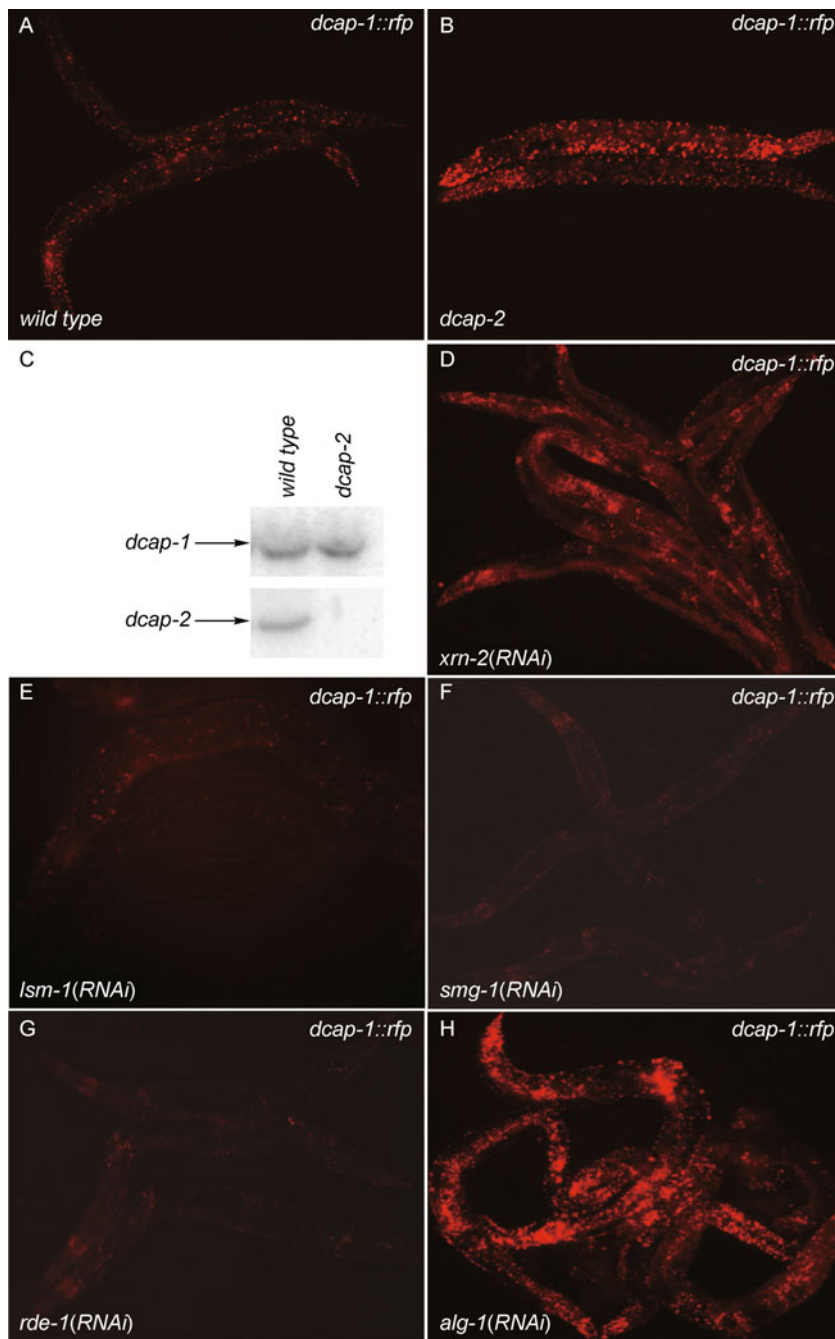 A dcap-1::rfp
wild type
B dcap-1::rfp
dcap-2
C
wild type
dcap-2
dcap-1
dcap-2
D dcap-1::rfp
xrn-2(RNAi)
E dcap-1::rfp
lsm-1(RNAi)
F dcap-1::rfp
smg-1(RNAi)
G dcap-1::rfp
rde-1(RNAi)
H dcap-1::rfp
alg-1(RNAi)